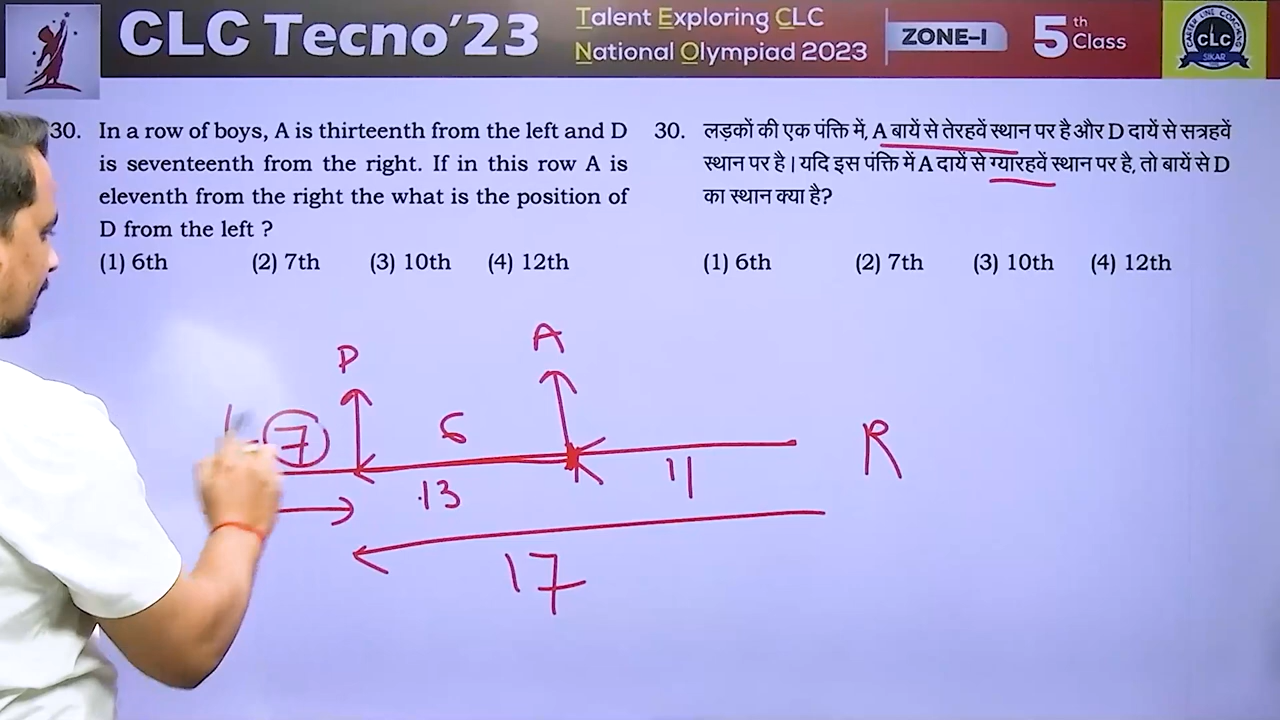 CLC Tecno'23
Talent Exploring CLC
National Olympiad 2023
ZONE–I
5th Class
CAREER LINE COACHING
CLC
SIKAR
30. In a row of boys, A is thirteenth from the left and D
is seventeenth from the right. If in this row A is
eleventh from the right the what is the position of
D from the left ?
(1) 6th (2) 7th (3) 10th (4) 12th
30. लड़कों की एक पंक्ति में, A बायें से तेरहवें स्थान पर है और D दायें से सत्रहवें
स्थान पर है। यदि इस पंक्ति में A दायें से ग्यारहवें स्थान पर है, तो बायें से D
का स्थान क्या है?
(1) 6th (2) 7th (3) 10th (4) 12th
A
D
7
6
R
13
11
17